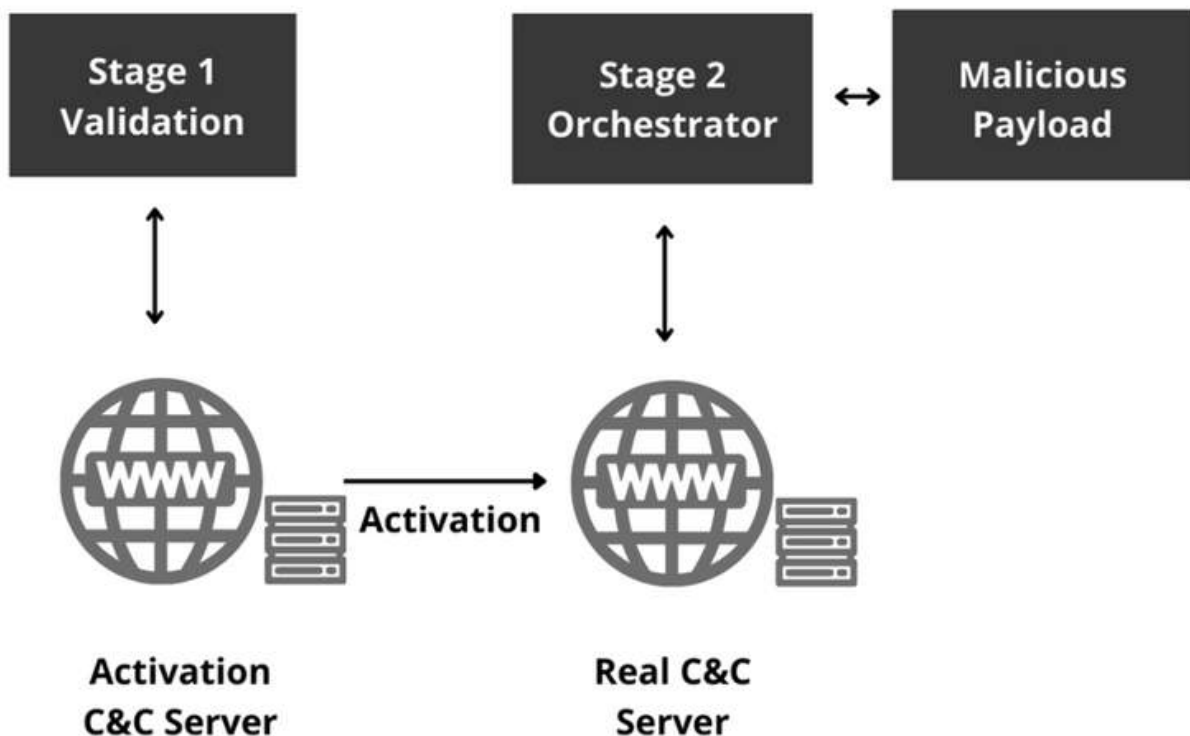 Stage 1
Validation
Stage 2
Orchestrator
Malicious
Payload
WWW
Activation
WWW
Activation
C&C Server
Real C&C
Server